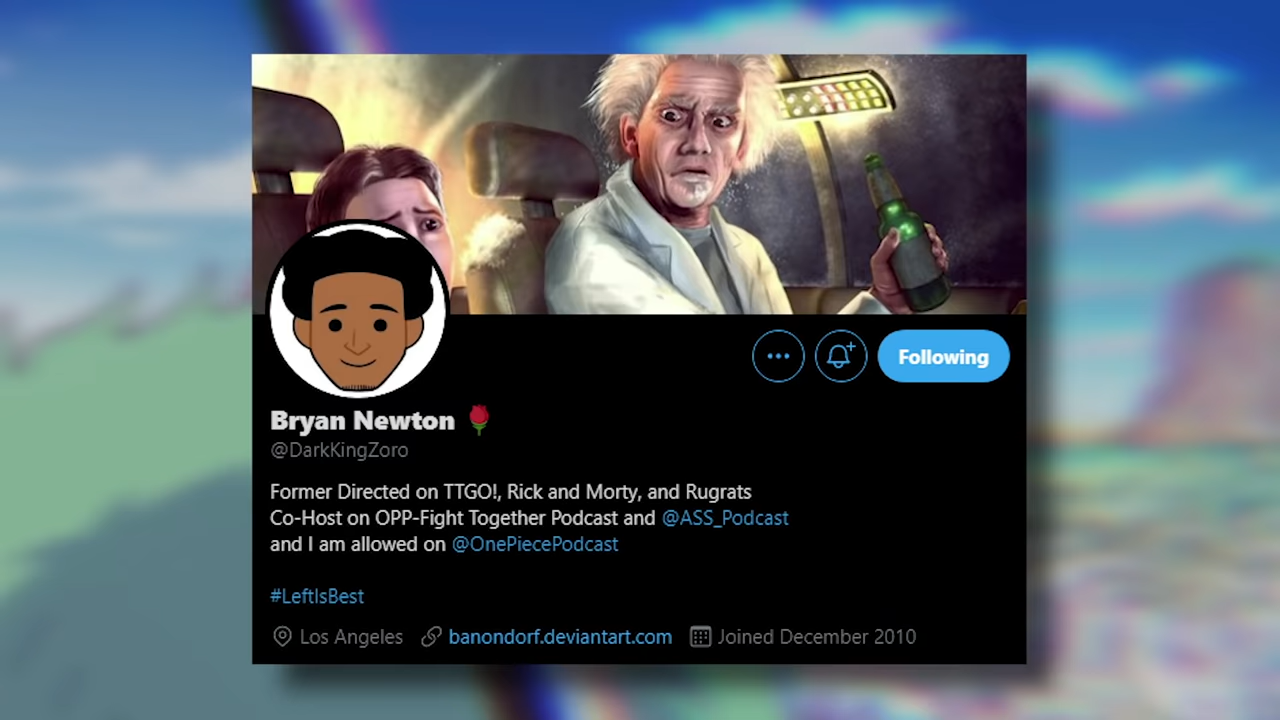 Following
Bryan Newton 🌹
@DarkKingZoro
Former Directed on TTGO!, Rick and Morty, and Rugrats
Co-Host on OPP-Fight Together Podcast and @ASS_Podcast
and I am allowed on @OnePiecePodcast
#LeftIsBest
Los Angeles banondorf.deviantart.com Joined December 2010